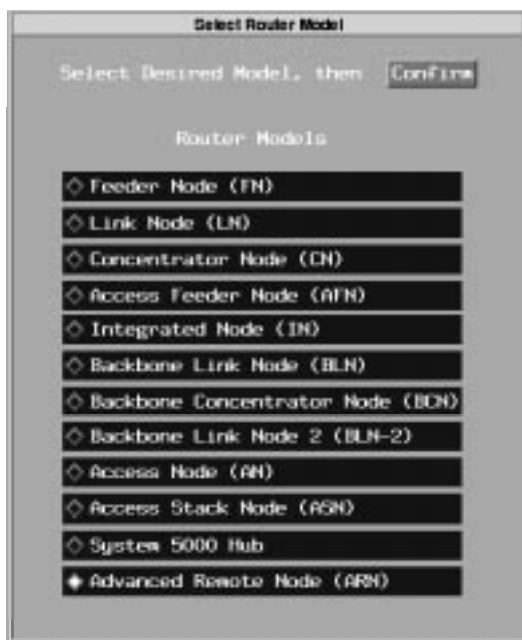 Select Router Model
Select Desired Model, then Confirm
Router Models
Feeder Node (FN)
Link Node (LN)
Concentrator Node (CN)
Access Feeder Node (AFN)
Integrated Node (IN)
Backbone Link Node (BLN)
Backbone Concentrator Node (BCN)
Backbone Link Node 2 (BLN-2)
Access Node (AN)
Access Stack Node (ASN)
System 5000 Hub
Advanced Remote Node (ARN)